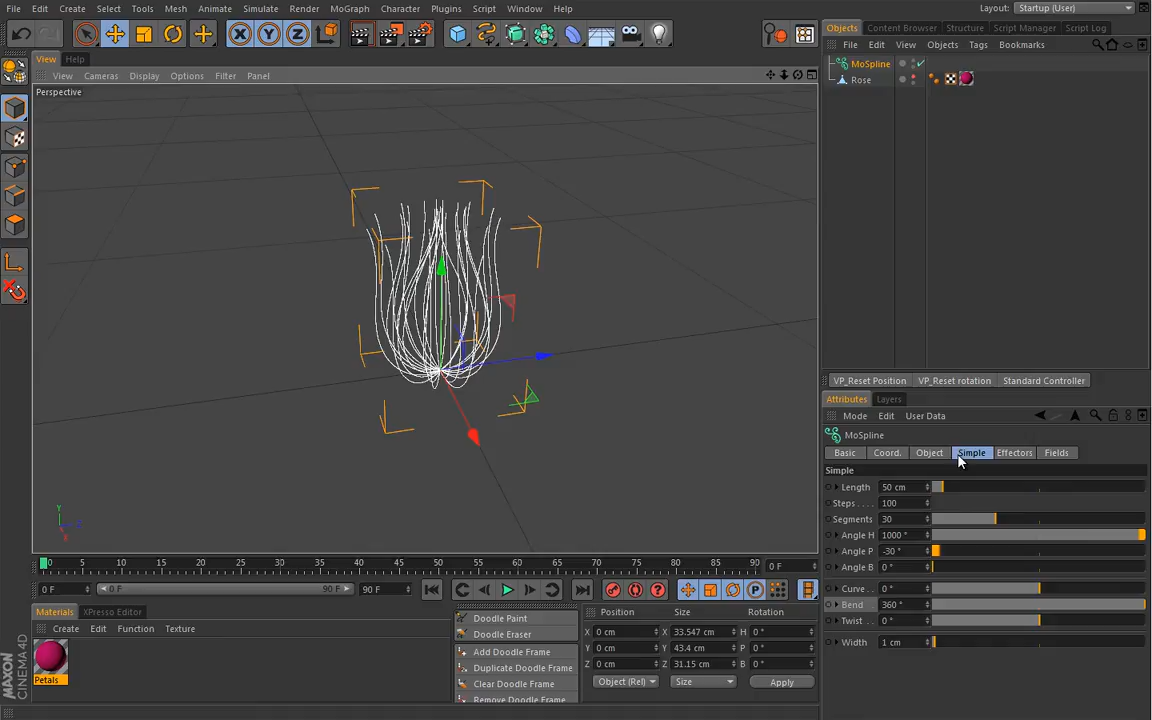 File Edit Create Select Tools Mesh Animate Simulate Render MoGraph Character Plugins Script Window Help Layout: Startup (User)
Objects Content Browser Structure Script Manager Script Log
File Edit View Objects Tags Bookmarks
View Help
View Cameras Display Options Filter Panel
Perspective
MoSpline
Rose
X Y Z
VP_Reset Position VP_Reset rotation Standard Controller
Attributes Layers
Mode Edit User Data
MoSpline
Basic Coord. Object Simple Effectors Fields
Simple
Length 50 cm
Steps . . . . 100
Segments 30
Angle H 1000 °
Angle P -30 °
Angle B 0 °
Curve . . 0 °
Bend . . . 360 °
Twist . . . 0 °
Width . . 1 cm
Y
Z
X
0 5 10 15 20 25 30 35 40 45 50 55 60 65 70 75 80 85 90 0 F
0 F 0 F 90 F 90 F
Materials XPresso Editor
Create Edit Function Texture
Petals
Doodle Paint
Doodle Eraser
Add Doodle Frame
Duplicate Doodle Frame
Clear Doodle Frame
Remove Doodle Frame
Position Size Rotation
X 0 cm X 33.547 cm H 0 °
Y 0 cm Y 43.4 cm P 0 °
Z 0 cm Z 31.15 cm B 0 °
Object (Rel) Size Apply
MAXON
CINEMA 4D